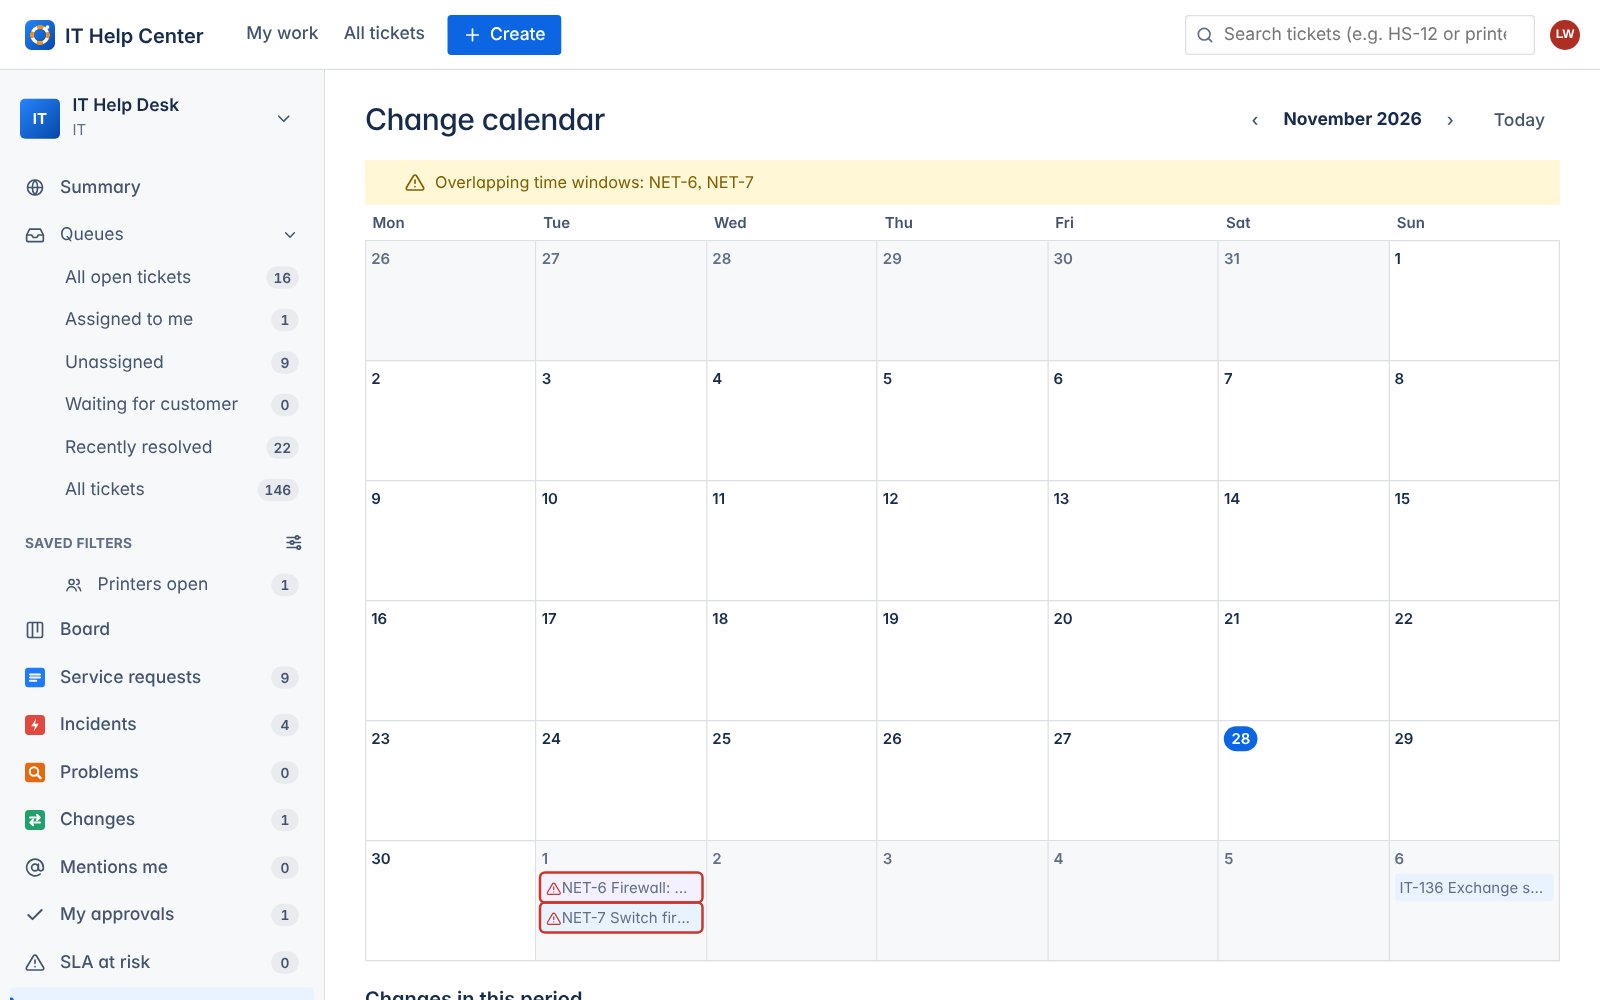 IT Help Center
My work
All tickets
Create
Search tickets (e.g. HS-12 or printe
LW
IT
IT Help Desk
IT
Summary
Queues
All open tickets 16
Assigned to me 1
Unassigned 9
Waiting for customer 0
Recently resolved 22
All tickets 146
SAVED FILTERS
Printers open 1
Board
Service requests 9
Incidents 4
Problems 0
Changes 1
Mentions me 0
My approvals 1
SLA at risk 0
Change calendar
‹ November 2026 › Today
Overlapping time windows: NET-6, NET-7
Mon Tue Wed Thu Fri Sat Sun
26 27 28 29 30 31 1
2 3 4 5 6 7 8
9 10 11 12 13 14 15
16 17 18 19 20 21 22
23 24 25 26 27 28 29
30 1 2 3 4 5 6
NET-6 Firewall: ...
NET-7 Switch fir...
IT-136 Exchange s...
Changes in this period